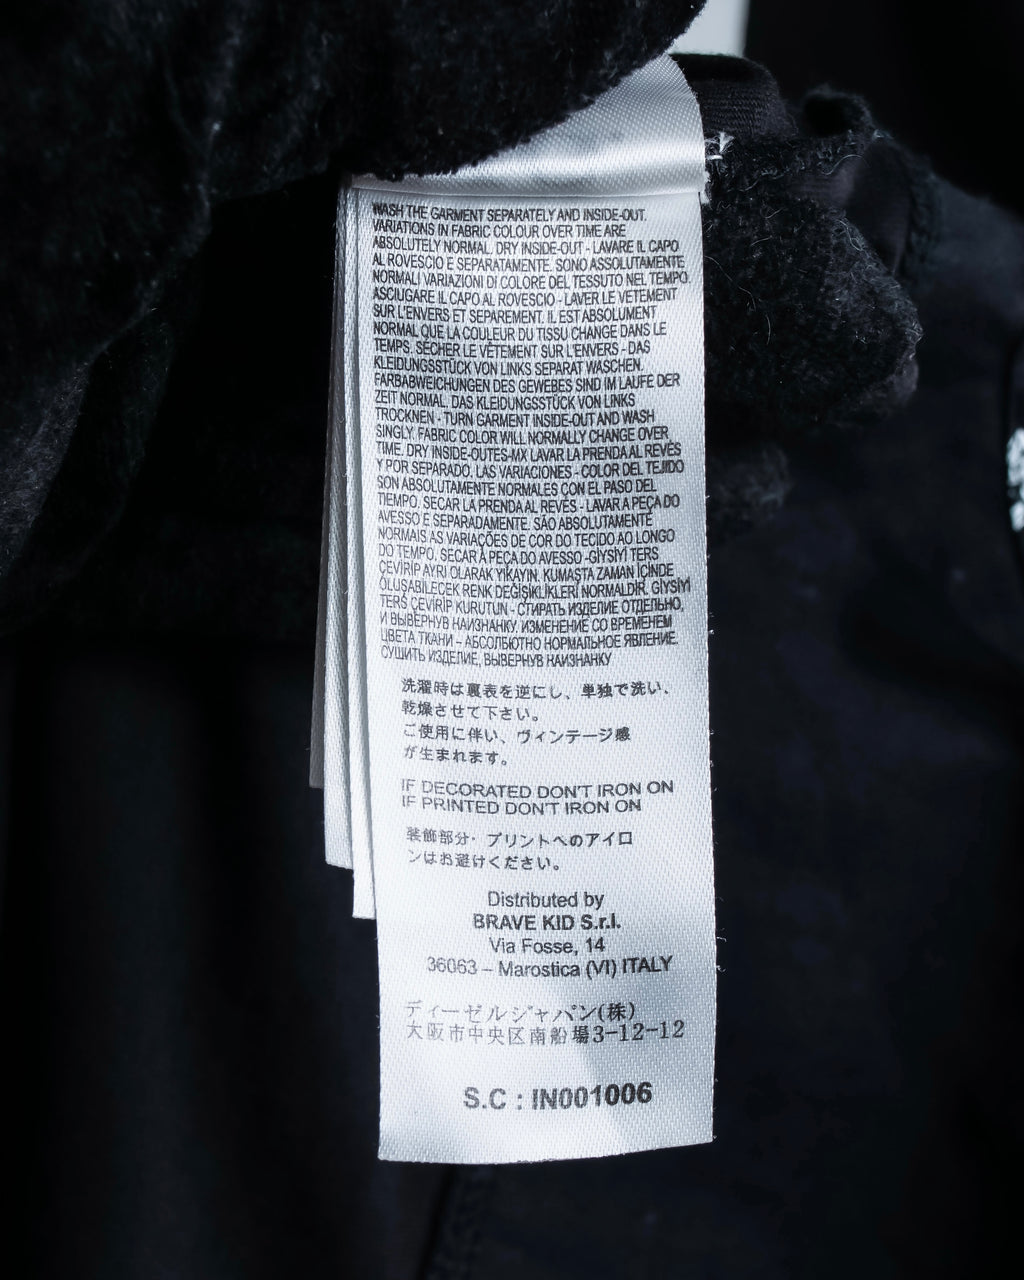 WASH THE GARMENT SEPARATELY AND INSIDE-OUT.
VARIATIONS IN FABRIC COLOUR OVER TIME ARE
ABSOLUTELY NORMAL. DRY INSIDE-OUT - LAVARE IL CAPO
AL ROVESCIO E SEPARATAMENTE. SONO ASSOLUTAMENTE
NORMALI VARIAZIONI DI COLORE DEL TESSUTO NEL TEMPO.
ASCIUGARE IL CAPO AL ROVESCIO - LAVER LE VETEMENT
SUR L'ENVERS ET SEPAREMENT. IL EST ABSOLUMENT
NORMAL QUE LA COULEUR DU TISSU CHANGE DANS LE
TEMPS. SÉCHER LE VÊTEMENT SUR L'ENVERS - DAS
KLEIDUNGSSTÜCK VON LINKS SEPARAT WASCHEN.
FARBABWEICHUNGEN DES GEWEBES SIND IM LAUFE DER
ZEIT NORMAL. DAS KLEIDUNGSSTÜCK VON LINKS
TROCKNEN - TURN GARMENT INSIDE-OUT AND WASH
SINGLY. FABRIC COLOR WILL NORMALLY CHANGE OVER
TIME. DRY INSIDE-OUTES-MX LAVAR LA PRENDA AL REVÉS
Y POR SEPARADO. LAS VARIACIONES - COLOR DEL TEJIDO
SON ABSOLUTAMENTE NORMALES CON EL PASO DEL
TIEMPO. SECAR LA PRENDA AL REVÉS - LAVAR A PEÇA DO
AVESSO E SEPARADAMENTE. SÃO ABSOLUTAMENTE
NORMAIS AS VARIAÇÕES DE COR DO TECIDO AO LONGO
DO TEMPO. SECAR A PEÇA DO AVESSO -GİYSİYİ TERS
ÇEVİRİP AYRI OLARAK YIKAYIN. KUMAŞTA ZAMAN İÇİNDE
OLUŞABİLECEK RENK DEĞİŞİKLİKLERİ NORMALDİR. GİYSİYİ
TERS ÇEVİRİP KURUTUN - СТИРАТЬ ИЗДЕЛИЕ ОТДЕЛЬНО,
И ВЫВЕРНУВ НАИЗНАНКУ. ИЗМЕНЕНИЕ СО ВРЕМЕНЕМ
ЦВЕТА ТКАНИ – АБСОЛЮТНО НОРМАЛЬНОЕ ЯВЛЕНИЕ.
СУШИТЬ ИЗДЕЛИЕ, ВЫВЕРНУВ НАИЗНАНКУ
洗濯時は裏表を逆にし、単独で洗い、
乾燥させて下さい。
ご使用に伴い、ヴィンテージ感
が生まれます。
IF DECORATED DON'T IRON ON
IF PRINTED DON'T IRON ON
装飾部分・プリントへのアイロ
ンはお避けください。
Distributed by
BRAVE KID S.r.l.
Via Fosse, 14
36063 – Marostica (VI) ITALY
ディーゼルジャパン(株)
大阪市中央区南船場3-12-12
S.C : IN001006